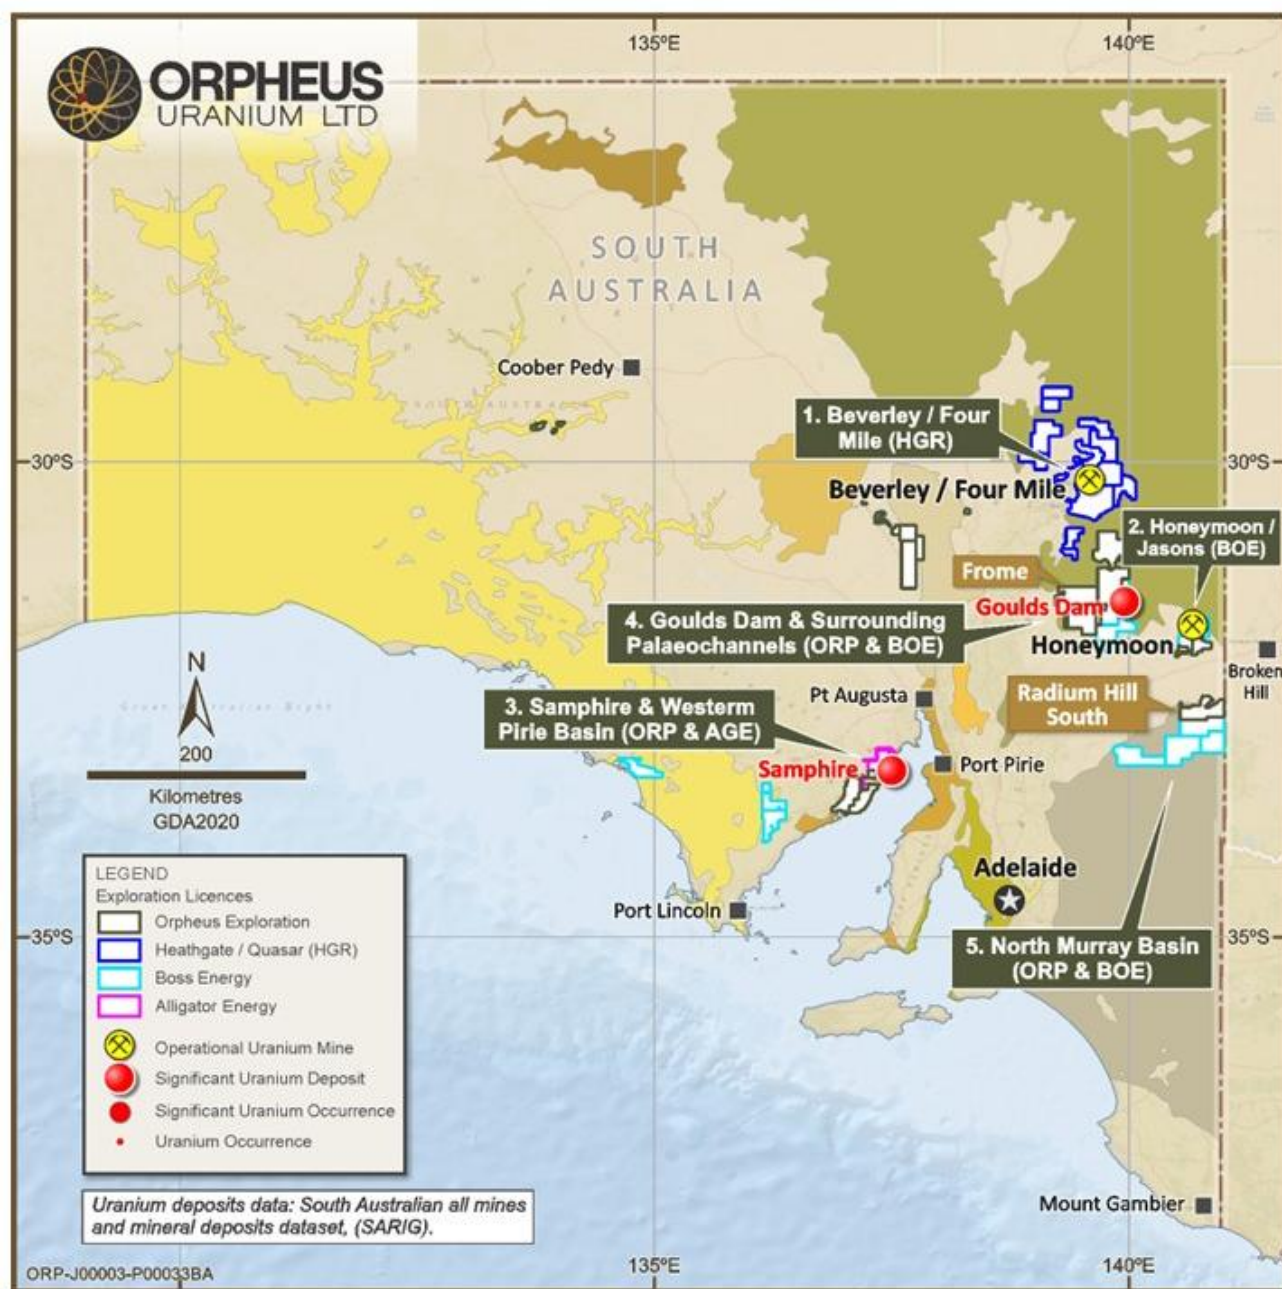 ORPHEUS
URANIUM LTD
135ºE
140ºE
SOUTH
AUSTRALIA
Coober Pedy
SOUTH AUSTRALIA
1. Beverley / Four
Mile (HGR)
30ºS
30ºS
Beverley / Four Mile
2. Honeymoon /
Jasons (BOE)
Frome
Goulds Dam
4. Goulds Dam & Surrounding
Palaeochannels (ORP & BOE)
Honeymoon
Broken
Hill
N
Pt Augusta
Radium Hill
South
Great Australian Bight
3. Samphire & Westerm
Pirie Basin (ORP & AGE)
200
Samphire
Port Pirie
Kilometres
GDA2020
Adelaide
LEGEND
Exploration Licences
Orpheus Exploration
Heathgate / Quasar (HGR)
Boss Energy
Alligator Energy
Operational Uranium Mine
Significant Uranium Deposit
Significant Uranium Occurrence
Uranium Occurrence
Port Lincoln
35ºS
35ºS
5. North Murray Basin
(ORP & BOE)
Mount Gambier
Uranium deposits data: South Australian all mines
and mineral deposits dataset, (SARIG).
ORP-J00003-P00033BA
135ºE
140ºE